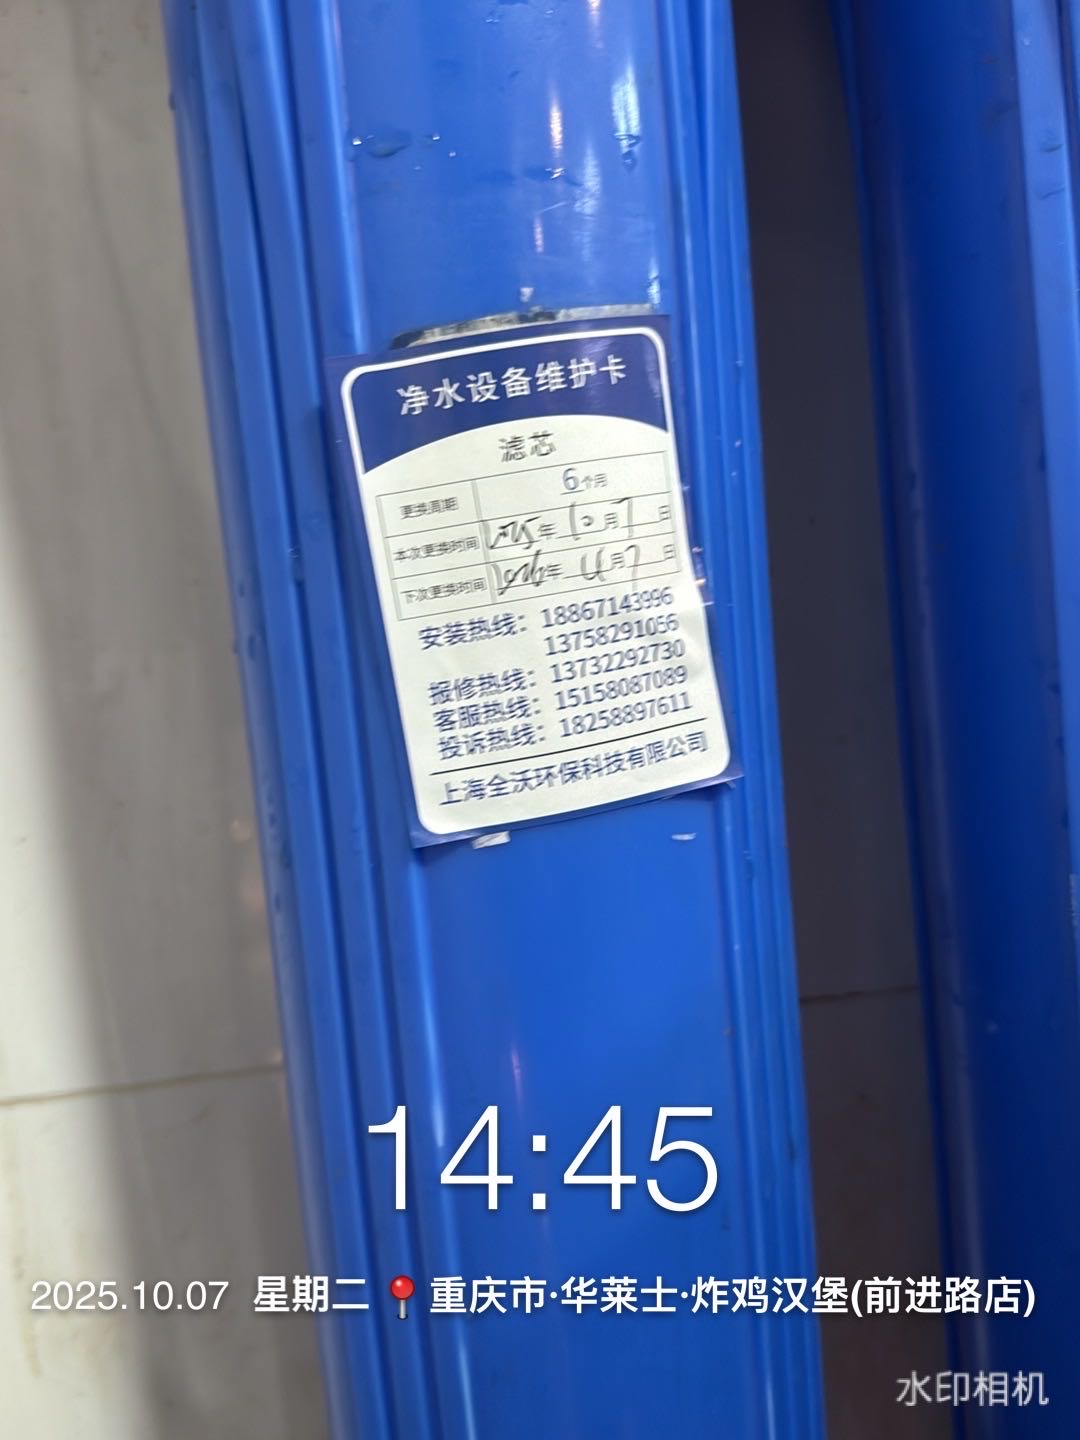 净水设备维护卡
滤芯
更换周期 6个月
本次更换时间 2025年10月7日
下次更换时间 2026年4月7日
安装热线：18867143996
13758291056
报修热线：13732292730
客服热线：15158087089
投诉热线：18258897611
上海全沃环保科技有限公司
14:45
2025.10.07 星期二 重庆市·华莱士·炸鸡汉堡(前进路店)
水印相机